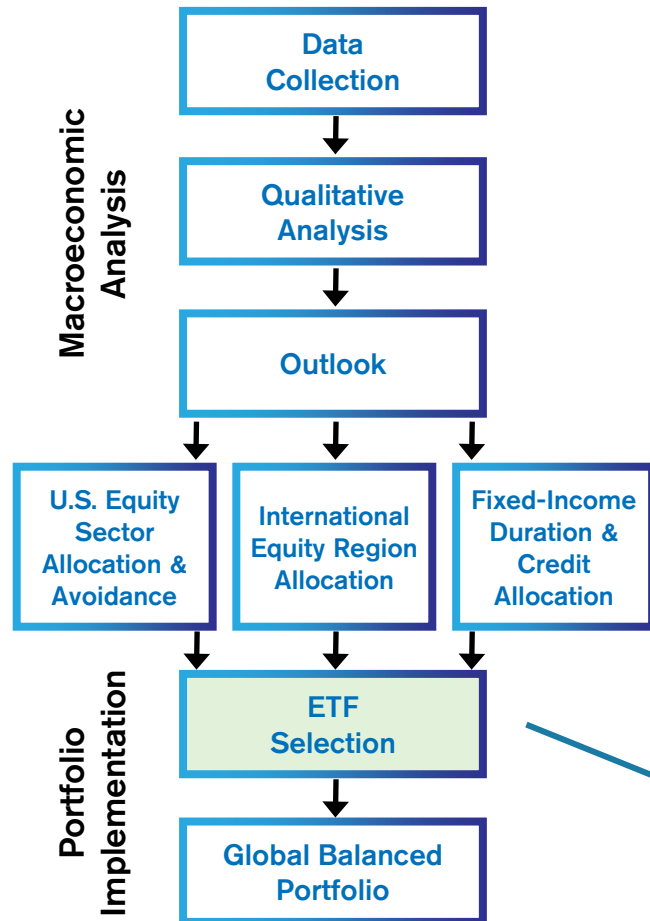 Data
Collection
Macroeconomic
Analysis
Qualitative
Analysis
Outlook
U.S. Equity
Sector
Allocation &
Avoidance
International
Equity Region
Allocation
Fixed-Income
Duration &
Credit
Allocation
Portfolio
Implementation
ETF
Selection
Global Balanced
Portfolio